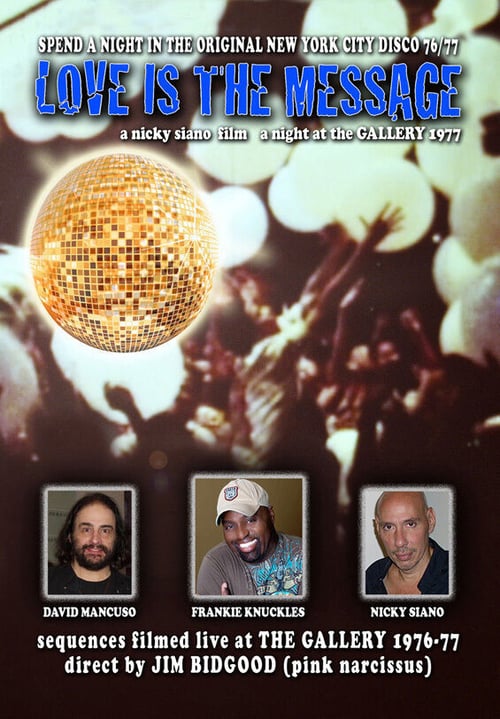 SPEND A NIGHT IN THE ORIGINAL NEW YORK CITY DISCO 76/77
LOVE IS THE MESSAGE
a nicky siano film a night at the GALLERY 1977
DAVID MANCUSO FRANKIE KNUCKLES NICKY SIANO
sequences filmed live at THE GALLERY 1976-77
direct by JIM BIDGOOD (pink narcissus)